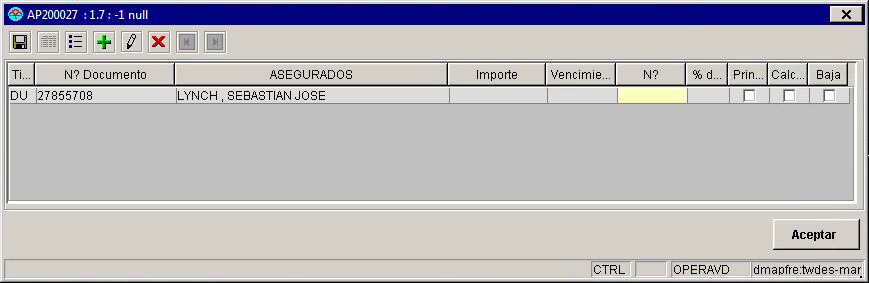 AP200027 : 1.7 : -1 null
Ti... N? Documento ASEGURADOS Importe Vencimie... N? % d... Prin... Calc... Baja
DU 27855708 LYNCH , SEBASTIAN JOSE
Aceptar
CTRL OPERAVD dmapfre:twdes-mar